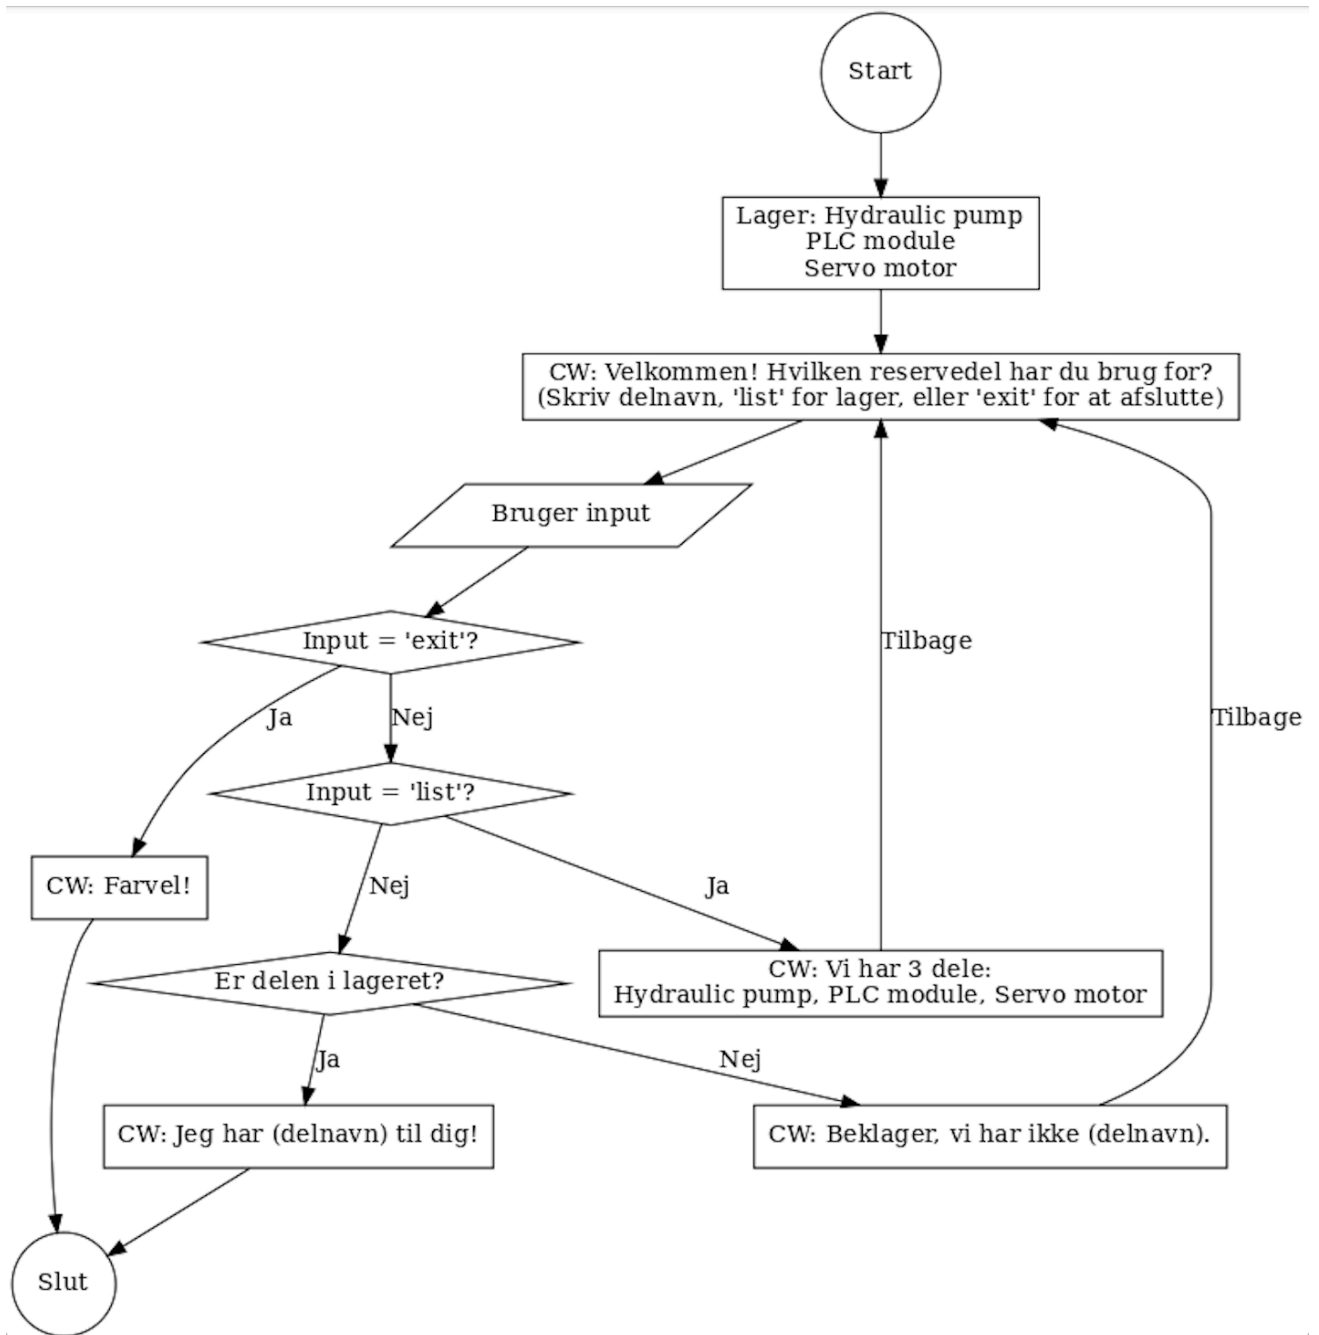 Start
Lager: Hydraulic pump
PLC module
Servo motor
CW: Velkommen! Hvilken reservedel har du brug for?
(Skriv delnavn, 'list' for lager, eller 'exit' for at afslutte)
Bruger input
Input = 'exit'?
Tilbage
Ja
Nej
Tilbage
Input = 'list'?
CW: Farvel!
Nej
Ja
Er delen i lageret?
CW: Vi har 3 dele:
Hydraulic pump, PLC module, Servo motor
Ja
Nej
CW: Jeg har (delnavn) til dig!
CW: Beklager, vi har ikke (delnavn).
Slut